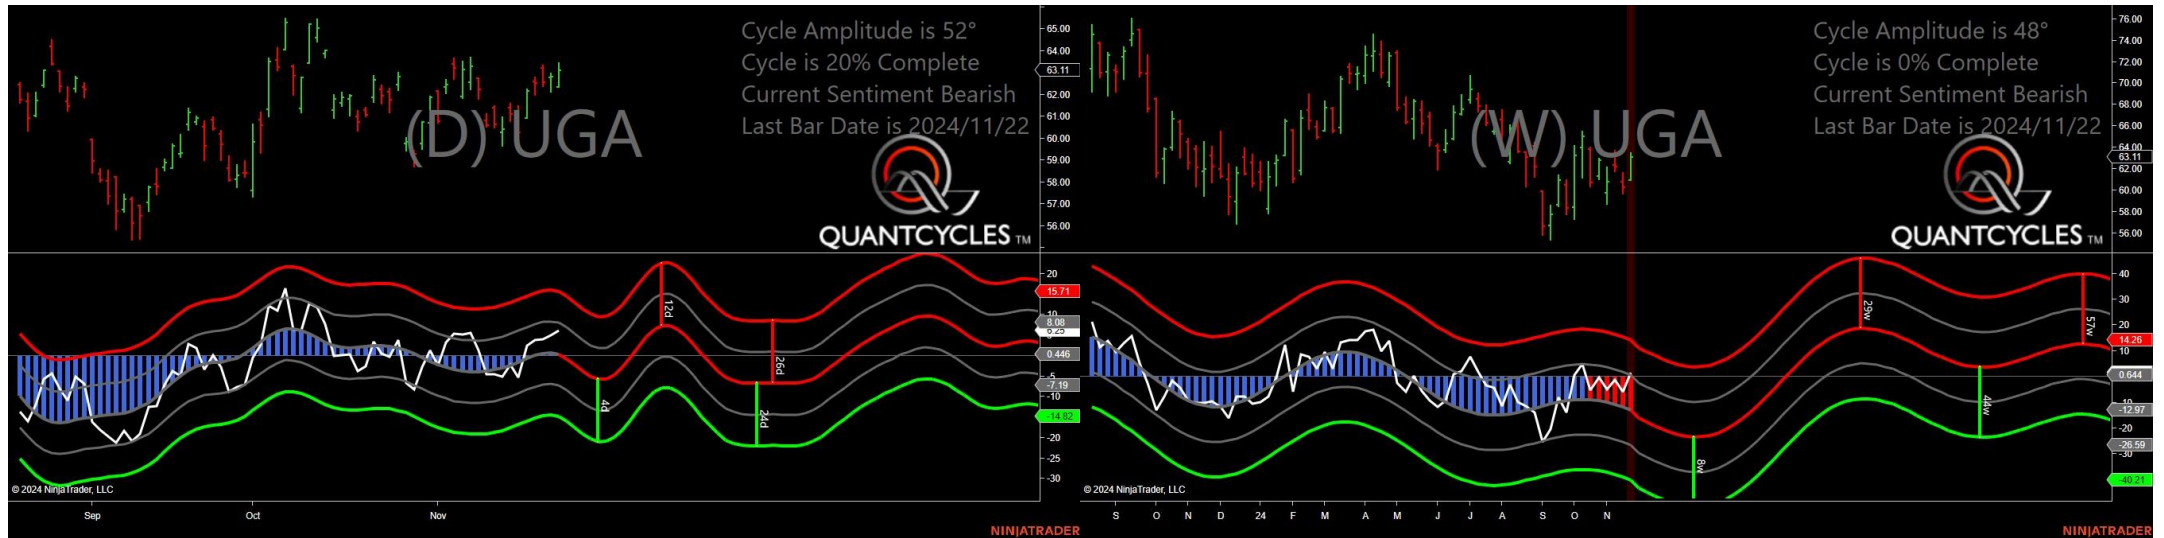 Cycle Amplitude is 52°
Cycle is 20% Complete
Current Sentiment Bearish
Last Bar Date is 2024/11/22
(D) UGA
QUANTCYCLES TM
65.00
64.00
63.11
62.00
61.00
60.00
59.00
58.00
57.00
56.00
20
15.71
10
8.08
6.25
0.446
-5
-7.19
-10
-14.82
-20
-25
-30
4d
12d
24d
26d
© 2024 NinjaTrader, LLC
Sep Oct Nov
NINJATRADER
Cycle Amplitude is 48°
Cycle is 0% Complete
Current Sentiment Bearish
Last Bar Date is 2024/11/22
(W) UGA
QUANTCYCLES TM
76.00
74.00
72.00
70.00
68.00
66.00
64.00
63.11
62.00
60.00
58.00
56.00
40
30
20
14.26
10
0.644
-12.97
-20
-26.59
-30
-40.21
8w
29w
44w
57w
© 2024 NinjaTrader, LLC
S O N D 24 F M A M J J A S O N
NINJATRADER